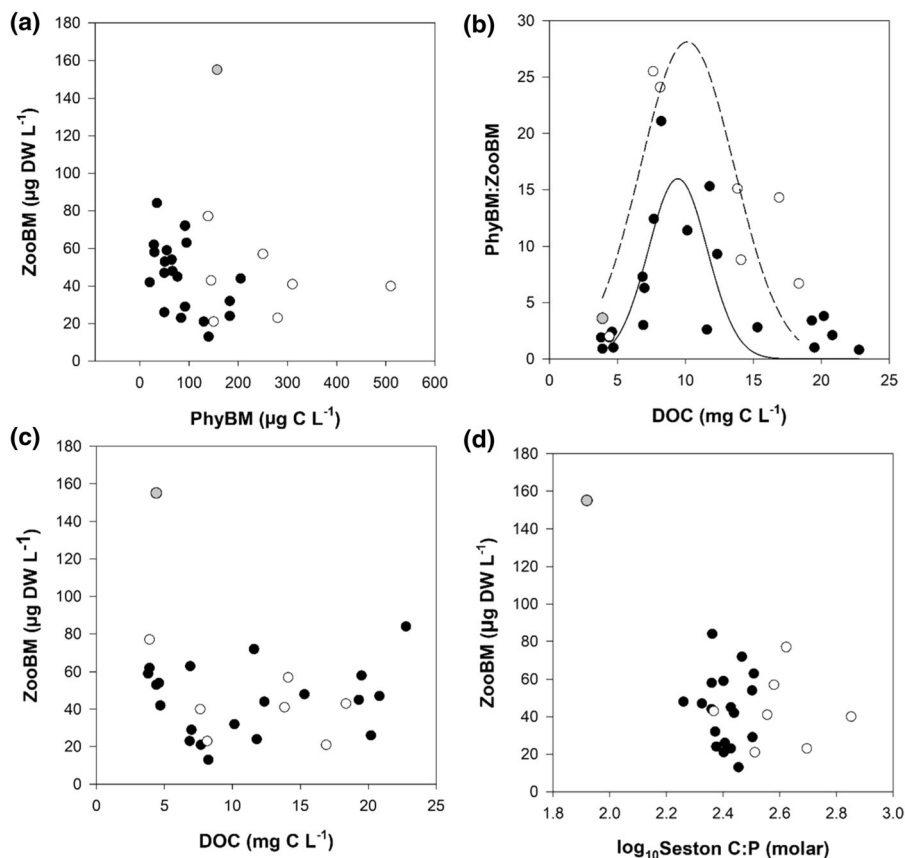 (a)
ZooBM (µg DW L⁻¹)
180
160
140
120
100
80
60
40
20
0
0 100 200 300 400 500 600
PhyBM (µg C L⁻¹)
(b)
PhyBM:ZooBM
30
25
20
15
10
5
0
0 5 10 15 20 25
DOC (mg C L⁻¹)
(c)
ZooBM (µg DW L⁻¹)
180
160
140
120
100
80
60
40
20
0
0 5 10 15 20 25
DOC (mg C L⁻¹)
(d)
ZooBM (µg DW L⁻¹)
180
160
140
120
100
80
60
40
20
0
1.8 2.0 2.2 2.4 2.6 2.8 3.0
log₁₀Seston C:P (molar)